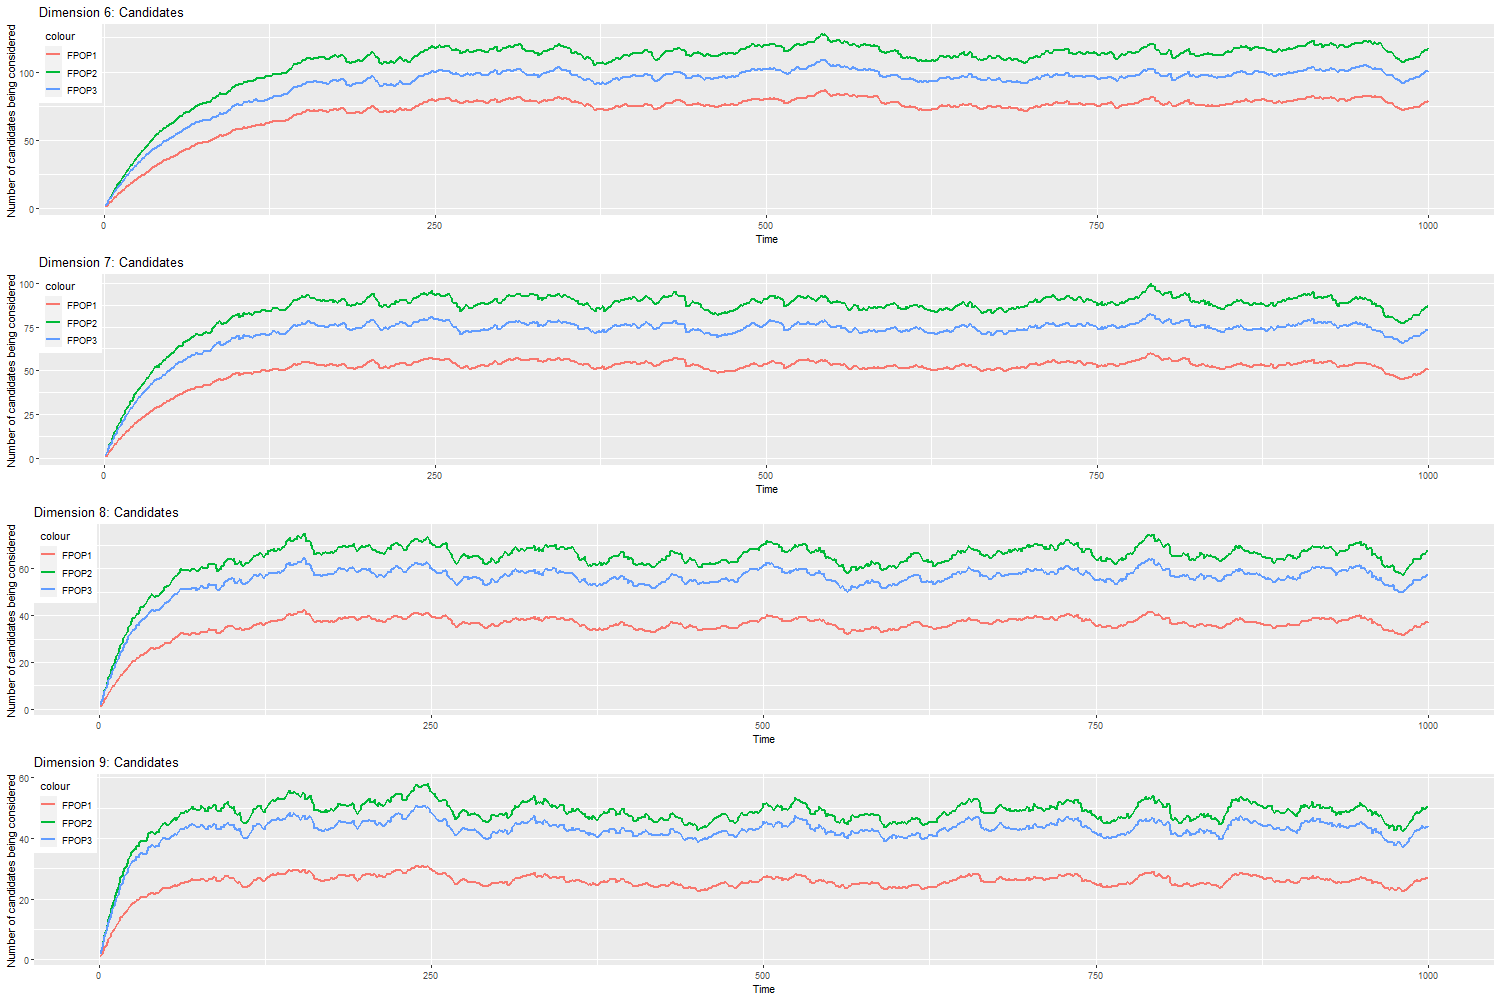 Dimension 6: Candidates
Number of candidates being considered
colour
FPOP1
FPOP2
FPOP3
100
50
0
0 250 500 750 1000
Time
Dimension 7: Candidates
Number of candidates being considered
colour
FPOP1
FPOP2
FPOP3
100
75
50
25
0
0 250 500 750 1000
Time
Dimension 8: Candidates
Number of candidates being considered
colour
FPOP1
FPOP2
FPOP3
60
40
20
0
0 250 500 750 1000
Time
Dimension 9: Candidates
Number of candidates being considered
60
colour
FPOP1
FPOP2
FPOP3
40
20
0
0 250 500 750 1000
Time